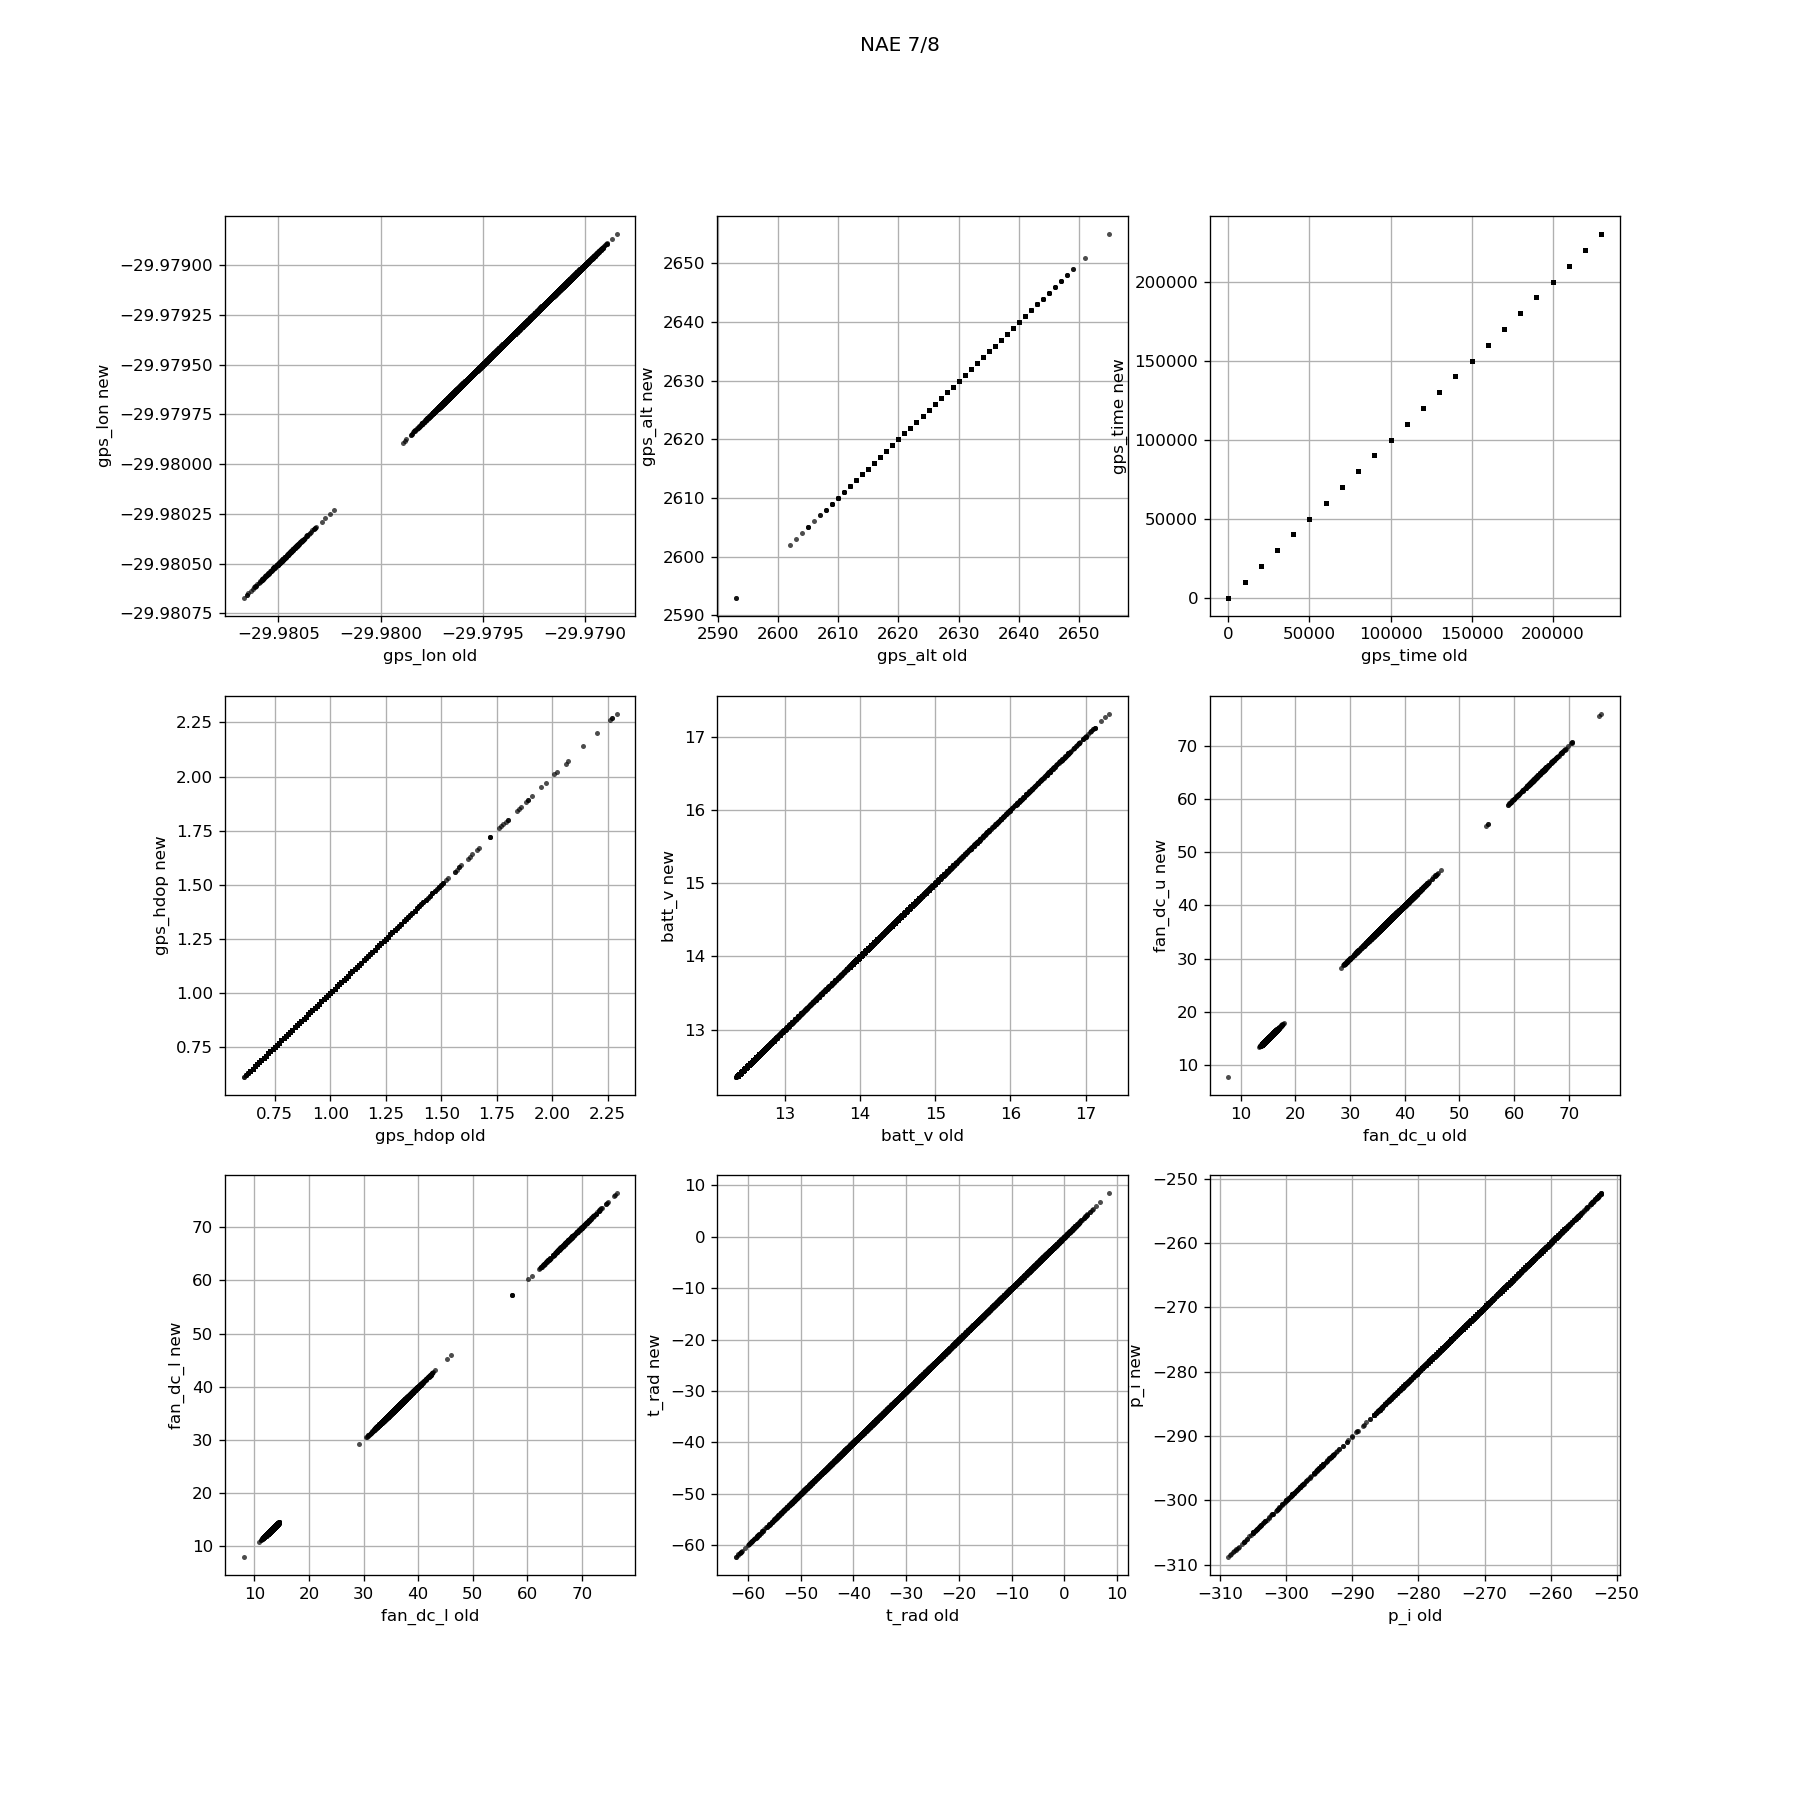 NAE 7/8
−29.97900
−29.97925
−29.97950
−29.97975
−29.98000
−29.98025
−29.98050
−29.98075
gps_lon new
−29.9805 −29.9800 −29.9795 −29.9790
gps_lon old
2650
2640
2630
2620
2610
2600
2590
gps_alt new
2590 2600 2610 2620 2630 2640 2650
gps_alt old
200000
150000
100000
50000
0
gps_time new
0 50000 100000 150000 200000
gps_time old
2.25
2.00
1.75
1.50
1.25
1.00
0.75
gps_hdop new
0.75 1.00 1.25 1.50 1.75 2.00 2.25
gps_hdop old
17
16
15
14
13
batt_v new
13 14 15 16 17
batt_v old
70
60
50
40
30
20
10
fan_dc_u new
10 20 30 40 50 60 70
fan_dc_u old
70
60
50
40
30
20
10
fan_dc_l new
10 20 30 40 50 60 70
fan_dc_l old
10
0
−10
−20
−30
−40
−50
−60
t_rad new
−60 −50 −40 −30 −20 −10 0 10
t_rad old
−250
−260
−270
−280
−290
−300
−310
p_i new
−310 −300 −290 −280 −270 −260 −250
p_i old